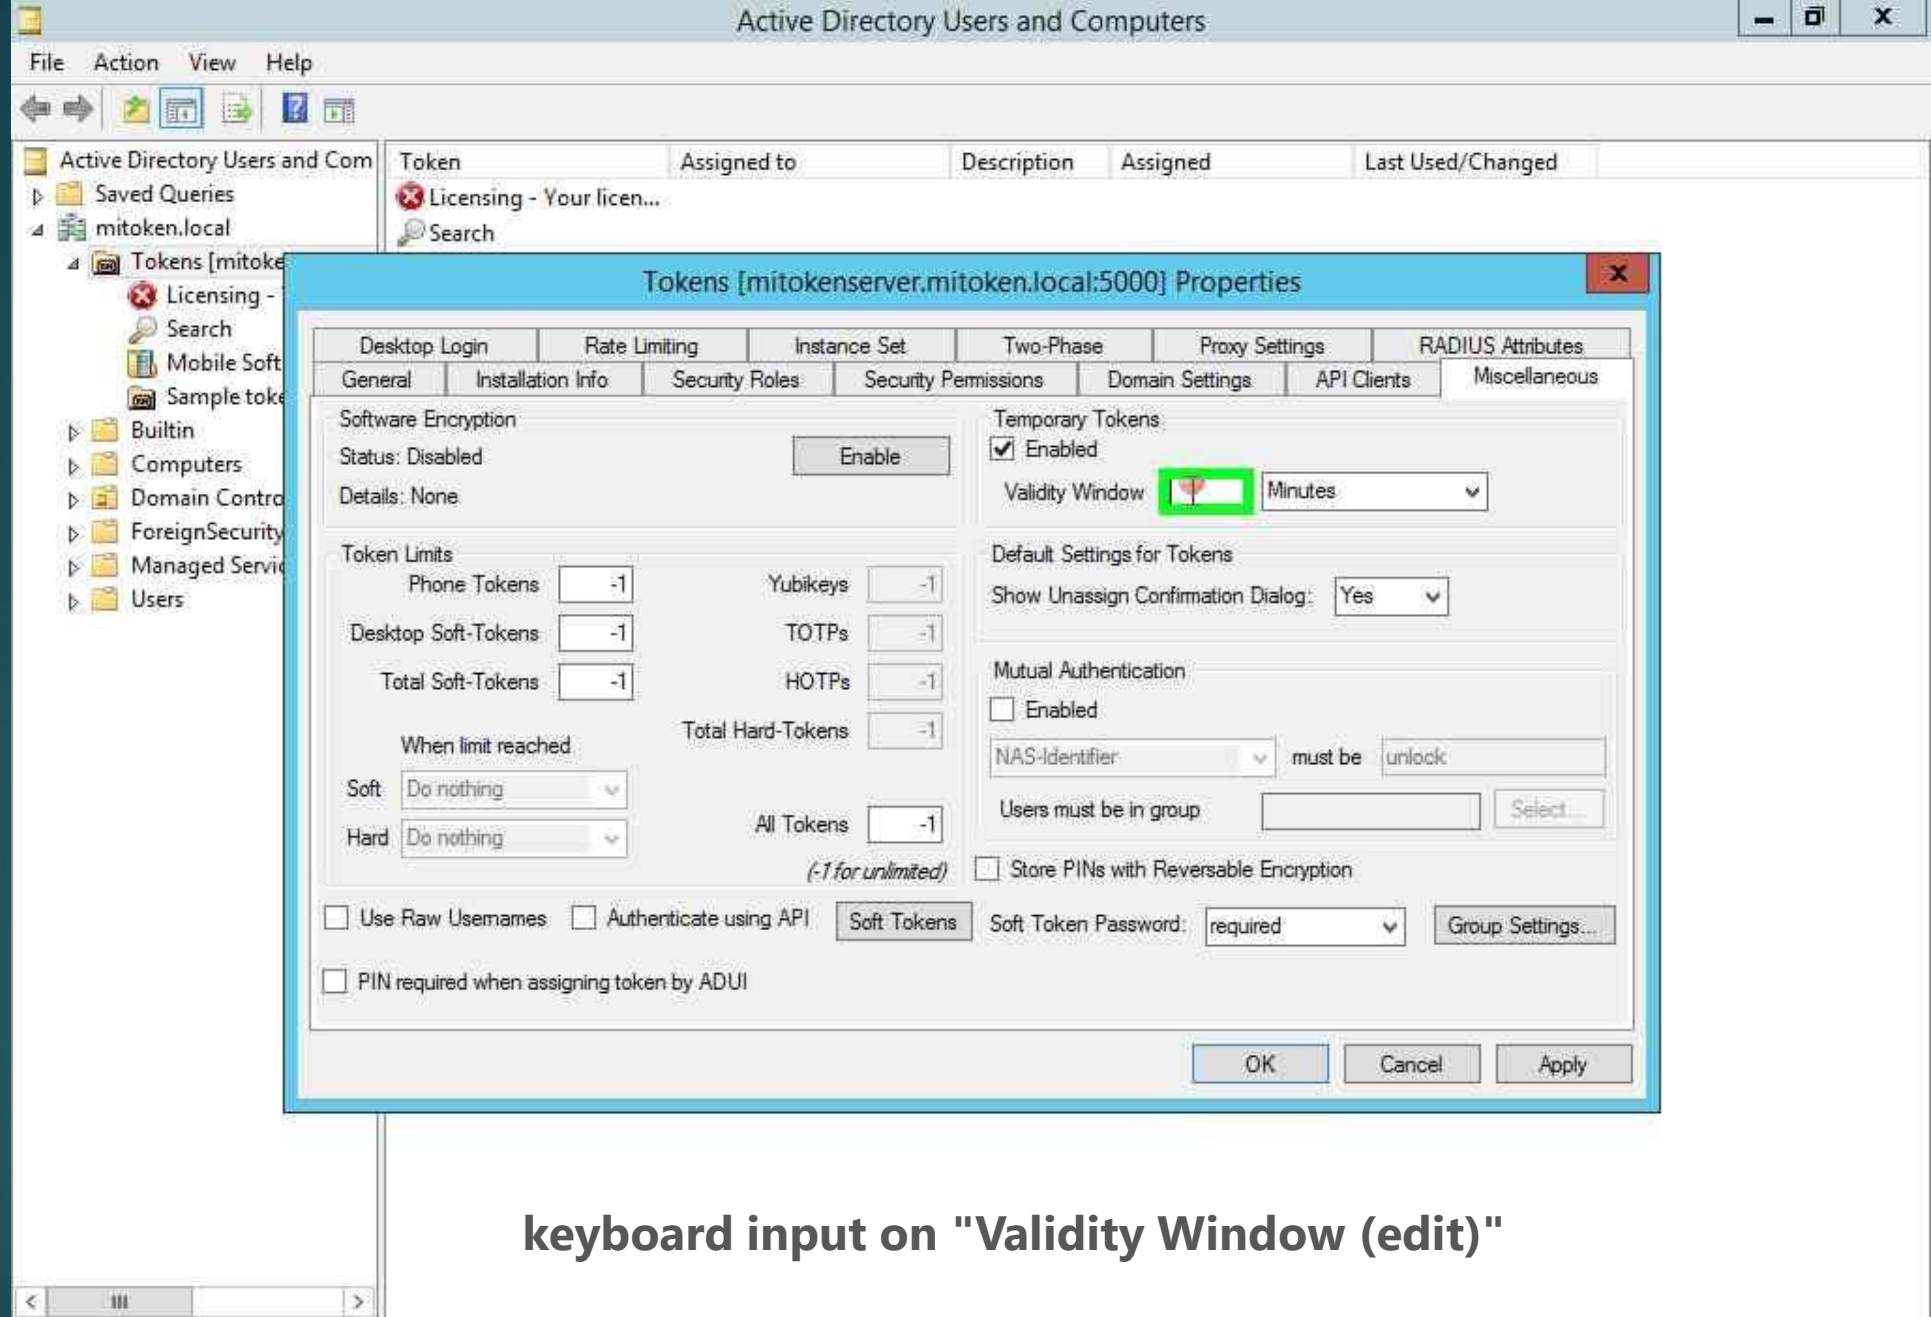 Active Directory Users and Computers
File Action View Help
Active Directory Users and Com
Saved Queries
mitoken.local
Tokens [mitoke
Licensing -
Search
Mobile Soft
Sample toke
Builtin
Computers
Domain Contro
ForeignSecurity
Managed Servic
Users
Token Assigned to Description Assigned Last Used/Changed
Licensing - Your licen...
Search
Tokens [mitokenserver.mitoken.local:5000] Properties
Desktop Login Rate Limiting Instance Set Two-Phase Proxy Settings RADIUS Attributes
General Installation Info Security Roles Security Permissions Domain Settings API Clients Miscellaneous
Software Encryption
Status: Disabled Enable
Details: None
Temporary Tokens
Enabled
Validity Window Minutes
Token Limits
Phone Tokens -1 Yubikeys -1
Desktop Soft-Tokens -1 TOTPs -1
Total Soft-Tokens -1 HOTPs -1
Total Hard-Tokens -1
When limit reached
Soft Do nothing
All Tokens -1
Hard Do nothing
(-1 for unlimited)
Default Settings for Tokens
Show Unassign Confirmation Dialog: Yes
Mutual Authentication
Enabled
NAS-Identifier must be unlock
Users must be in group Select...
Store PINs with Reversable Encryption
Use Raw Usernames Authenticate using API Soft Tokens Soft Token Password: required Group Settings...
PIN required when assigning token by ADUI
OK Cancel Apply
keyboard input on "Validity Window (edit)"